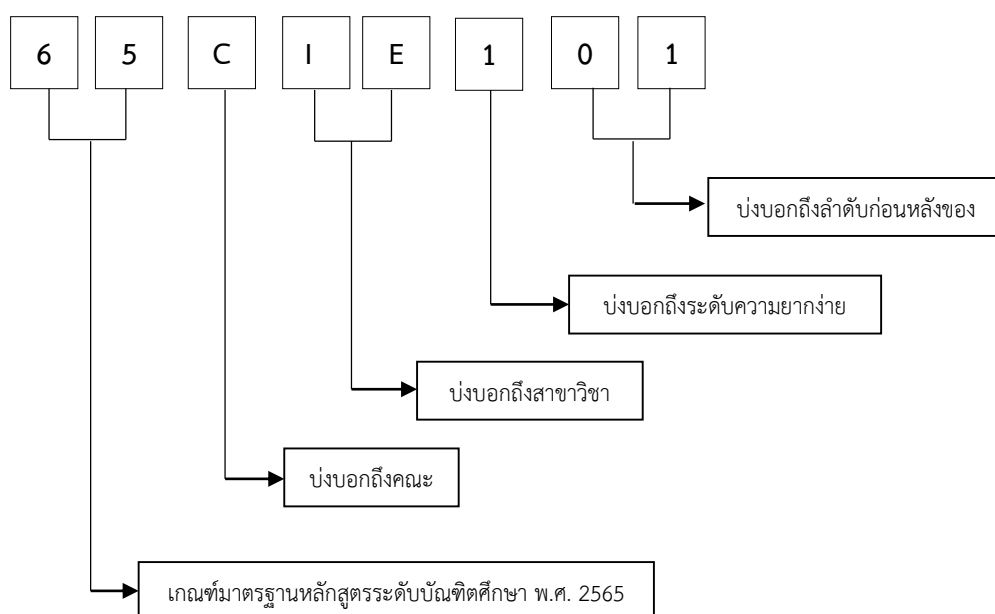 6 5 C I E 1 0 1
บ่งบอกถึงลำดับก่อนหลังของ
บ่งบอกถึงระดับความยากง่าย
บ่งบอกถึงสาขาวิชา
บ่งบอกถึงคณะ
เกณฑ์มาตรฐานหลักสูตรระดับบัณฑิตศึกษา พ.ศ. 2565